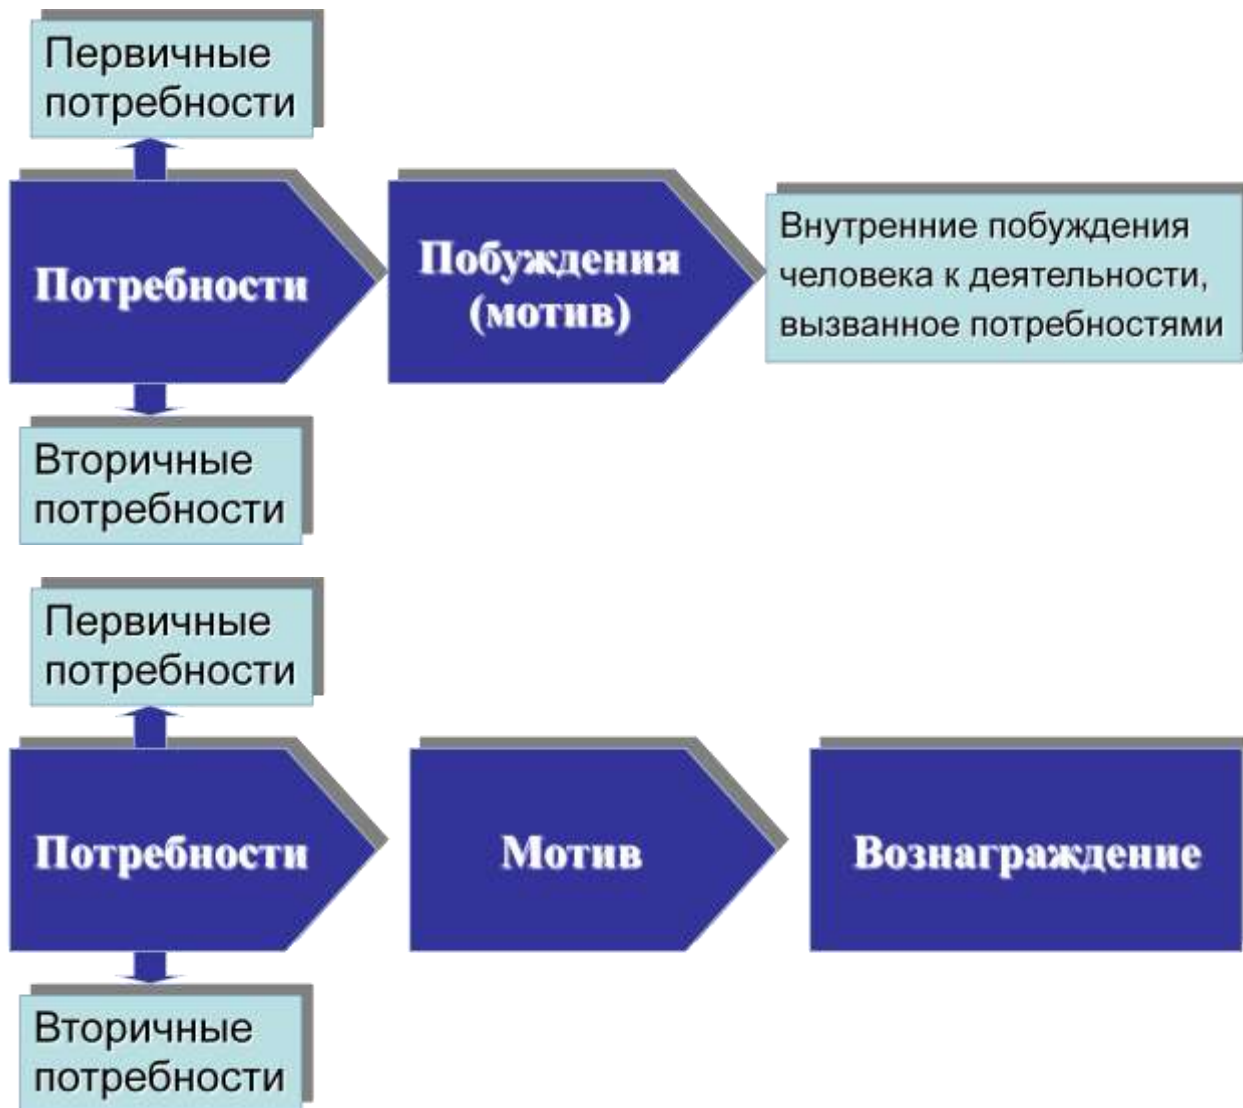 Первичные
потребности
Потребности
Побуждения
(мотив)
Внутренние побуждения
человека к деятельности,
вызванное потребностями
Вторичные
потребности
Первичные
потребности
Потребности
Мотив
Вознаграждение
Вторичные
потребности